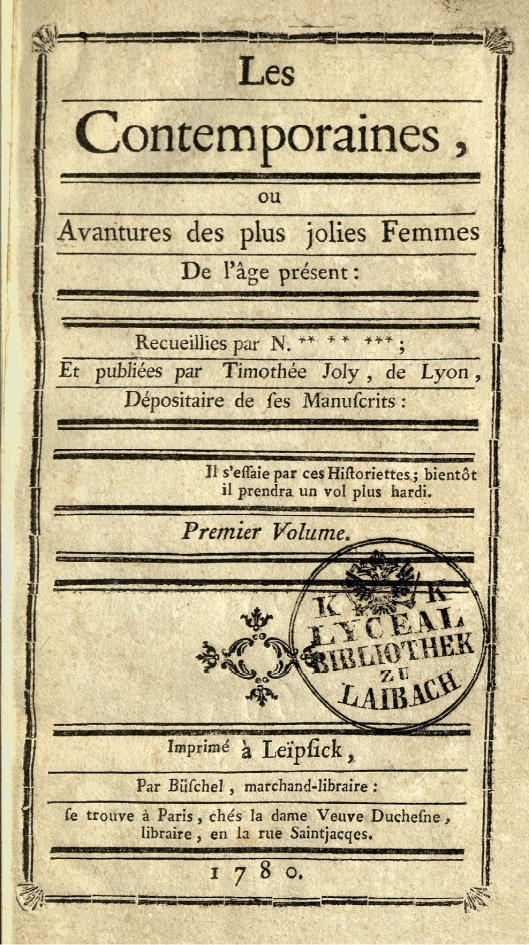 Les
Contemporaines,
ou
Avantures des plus jolies Femmes
De l'âge présent:
Recueillies par N. ** * * ***;
Et publiées par Timothée Joly, de Lyon,
Dépositaire de ſes Manuſcrits:
Il s'eſſaie par ces Hiſtoriettes; bientôt
il prendra un vol plus hardi.
Premier Volume.
K K
LYCEAL
BIBLIOTHEK
ZU
LAIBACH
Imprimé à Leïpſick,
Par Büſchel, marchand-libraire:
ſe trouve à Paris, chés la dame Veuve Ducheſne,
libraire, en la rue Saintjacqes.
1780.